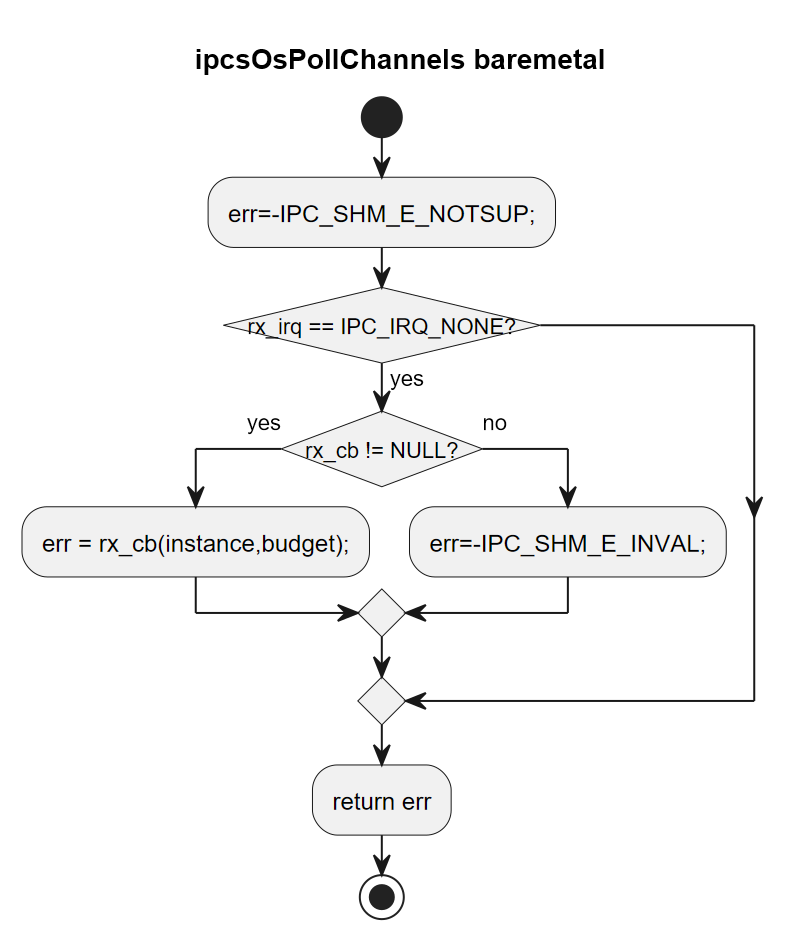 ipcsOsPollChannels baremetal
err=-IPC_SHM_E_NOTSUP;
rx_irq == IPC_IRQ_NONE?
yes
yes
rx_cb != NULL?
no
err = rx_cb(instance,budget);
err=-IPC_SHM_E_INVAL;
return err